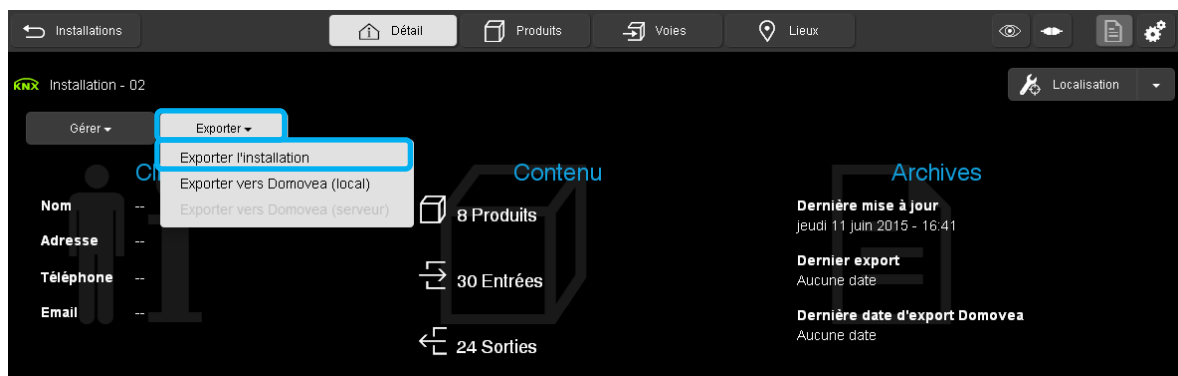 Installations
Détail
Produits
Voies
Lieux
KNX Installation - 02
Localisation
Gérer
Exporter
Exporter l'installation
Exporter vers Domovea (local)
Exporter vers Domovea (serveur)
Cl
Nom --
Adresse --
Téléphone --
Email --
Contenu
8 Produits
30 Entrées
24 Sorties
Archives
Dernière mise à jour
jeudi 11 juin 2015 - 16:41
Dernier export
Aucune date
Dernière date d'export Domovea
Aucune date